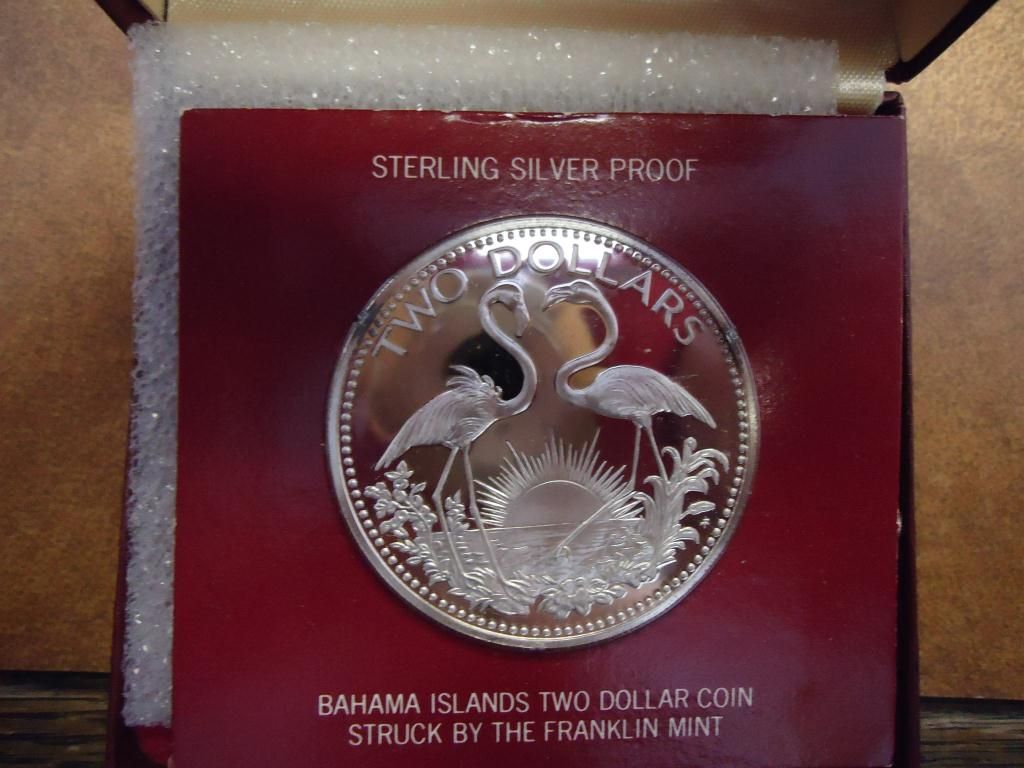 STERLING SILVER PROOF
TWO DOLLARS
BAHAMA ISLANDS TWO DOLLAR COIN
STRUCK BY THE FRANKLIN MINT